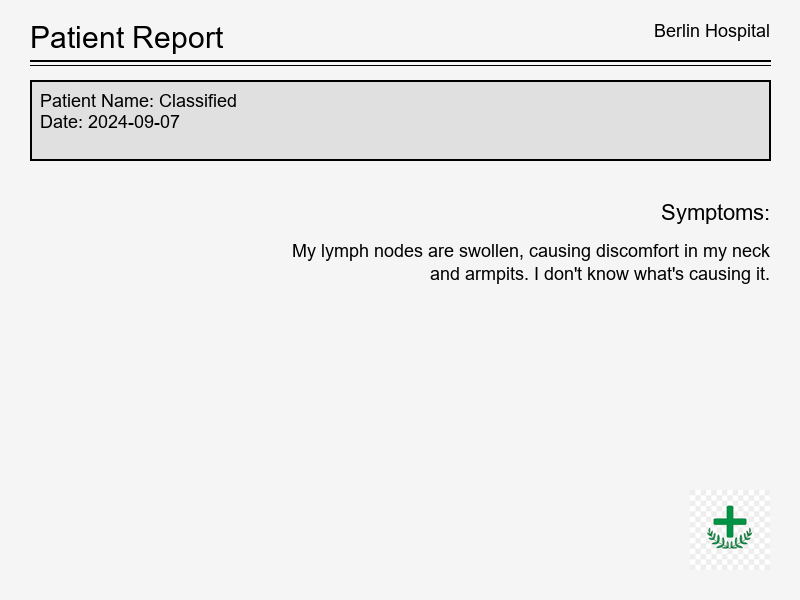 Patient Report
Berlin Hospital
Patient Name: Classified
Date: 2024-09-07
Symptoms:
My lymph nodes are swollen, causing discomfort in my neck
and armpits. I don't know what's causing it.